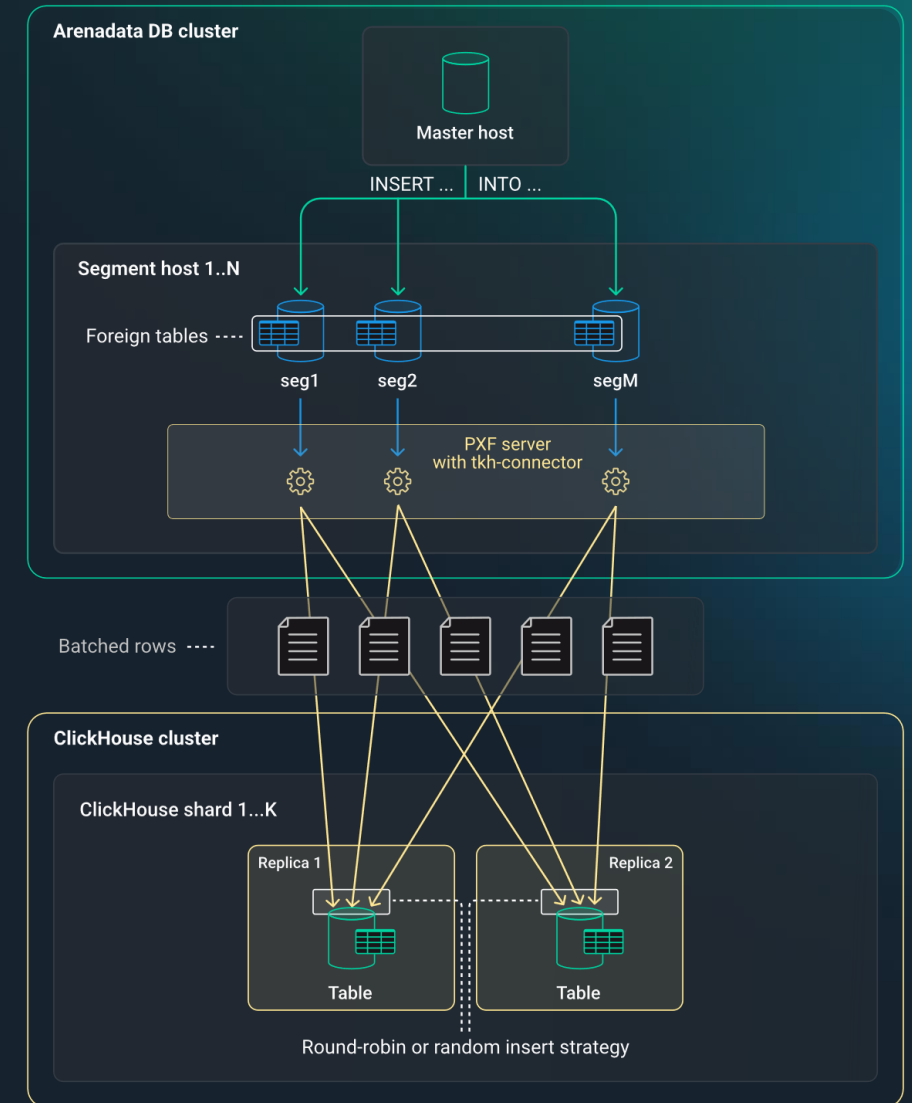 Arenadata DB cluster
Master host
INSERT ... INTO ...
Segment host 1..N
Foreign tables
seg1 seg2 segM
PXF server
with tkh-connector
Batched rows
ClickHouse cluster
ClickHouse shard 1...K
Replica 1 Replica 2
Table Table
Round-robin or random insert strategy